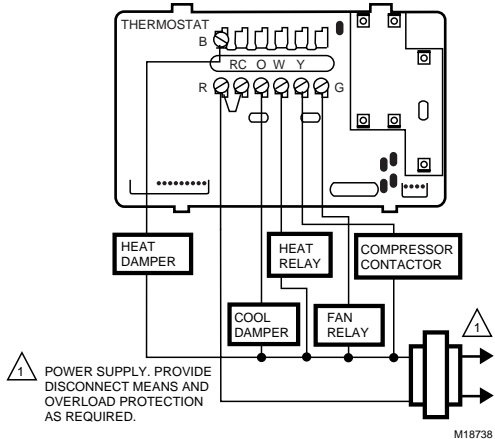 THERMOSTAT
B
RC O W Y
R
G
HEAT
DAMPER
HEAT
RELAY
COMPRESSOR
CONTACTOR
COOL
DAMPER
FAN
RELAY
1
1
POWER SUPPLY. PROVIDE
DISCONNECT MEANS AND
OVERLOAD PROTECTION
AS REQUIRED.
M18738